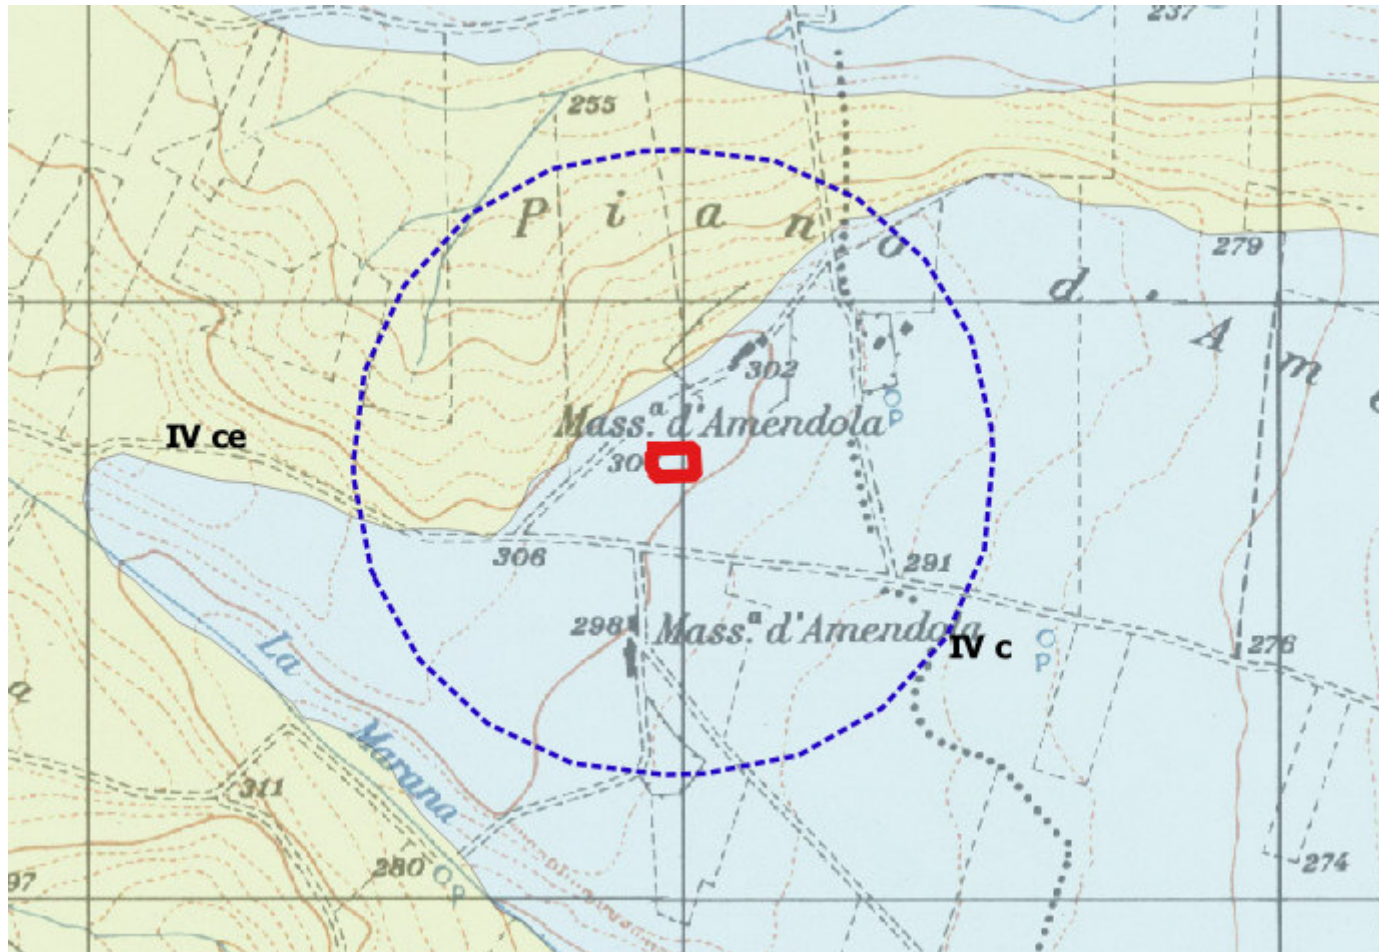 237
255
P i a n o
279
d ' A m
302
Mass.ª d'Amendola
30
O P
IV ce
306
291
298
Mass.ª d'Amendola
IV c
O P
276
La Marana
a
311
280
O P
274
97